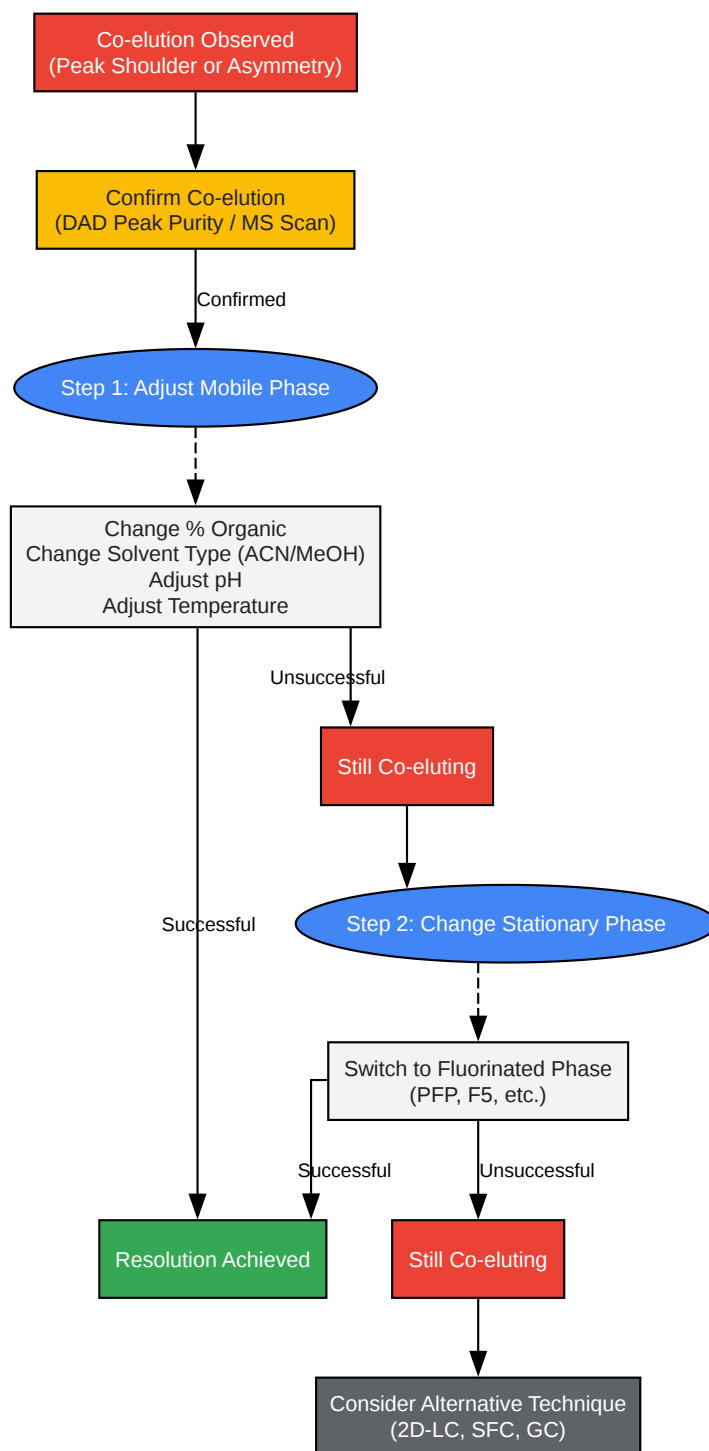 Co-elution Observed
(Peak Shoulder or Asymmetry)
Confirm Co-elution
(DAD Peak Purity / MS Scan)
Confirmed
Step 1: Adjust Mobile Phase
Change % Organic
Change Solvent Type (ACN/MeOH)
Adjust pH
Adjust Temperature
Unsuccessful
Still Co-eluting
Successful
Step 2: Change Stationary Phase
Switch to Fluorinated Phase
(PFP, F5, etc.)
Successful
Unsuccessful
Resolution Achieved
Still Co-eluting
Consider Alternative Technique
(2D-LC, SFC, GC)